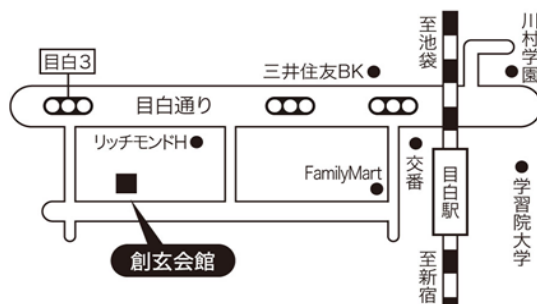 目白3
三井住友BK
至池袋
川村学園
目白通り
リッチモンドH
FamilyMart
交番
目白駅
学習院大学
創玄会館
至新宿